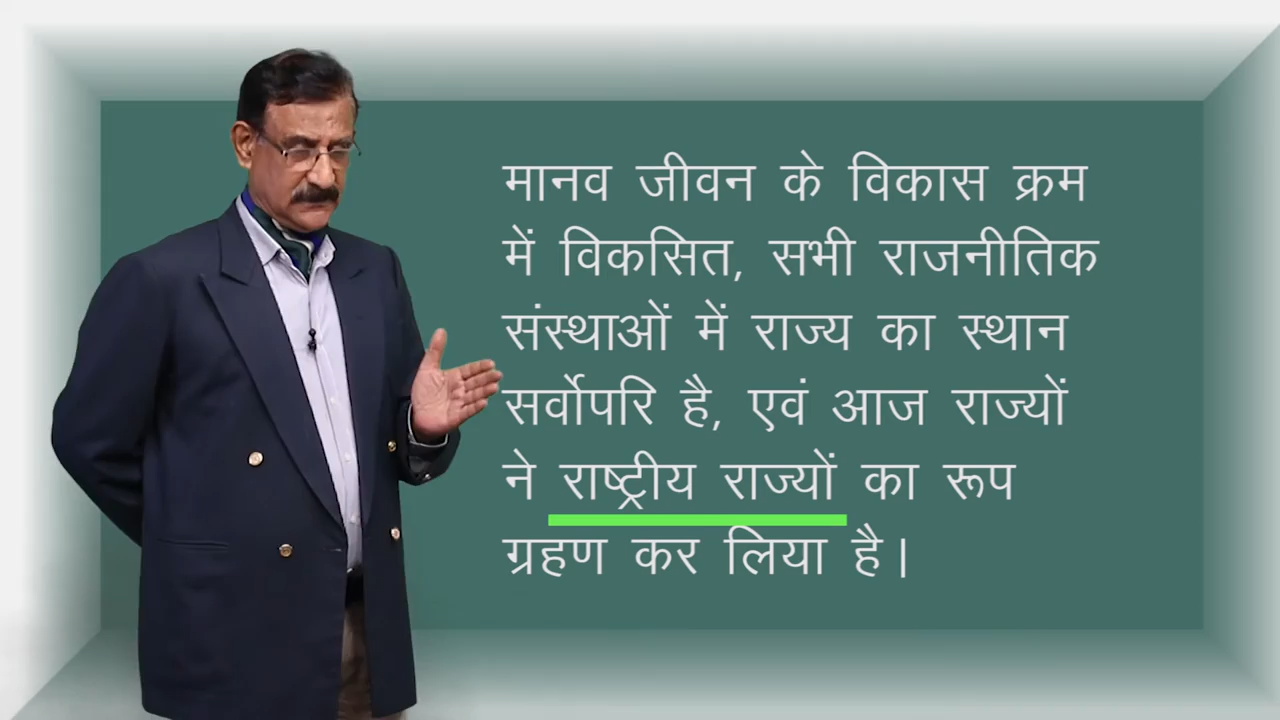 मानव जीवन के विकास क्रम
में विकसित, सभी राजनीतिक
संस्थाओं में राज्य का स्थान
सर्वोपरि है, एवं आज राज्यों
ने राष्ट्रीय राज्यों का रूप
ग्रहण कर लिया है।